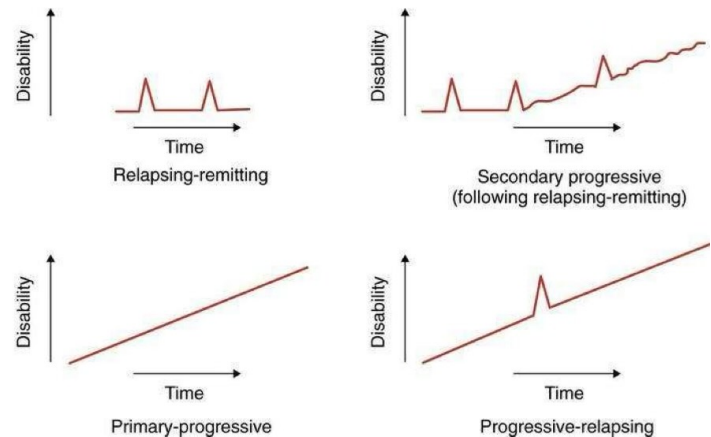 Disability
Time
Relapsing-remitting
Disability
Time
Secondary progressive
(following relapsing-remitting)
Disability
Time
Primary-progressive
Disability
Time
Progressive-relapsing